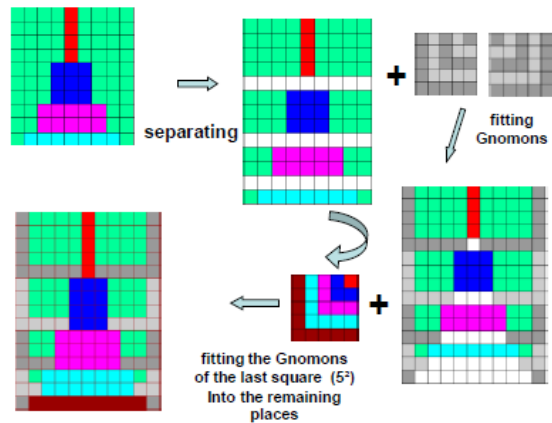 separating
+
fitting
Gnomons
+
fitting the Gnomons
of the last square (5²)
Into the remaining
places